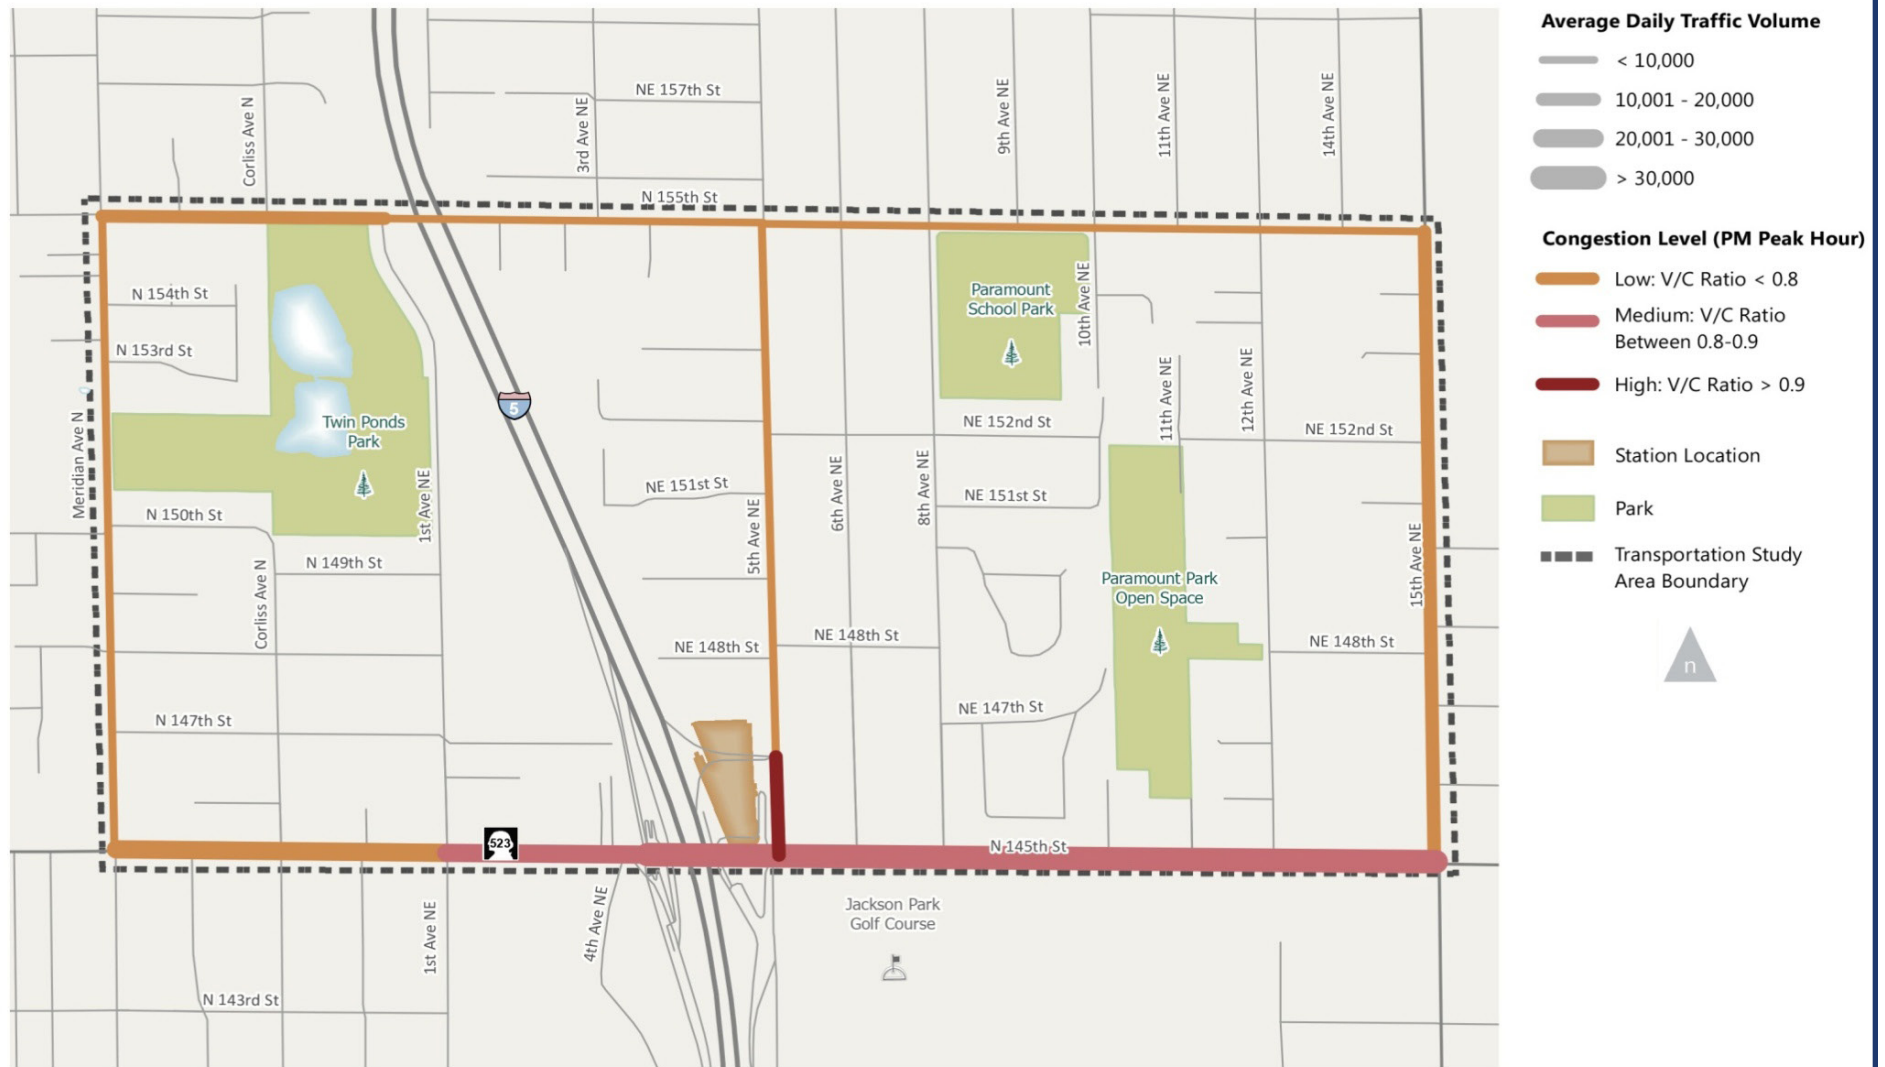 Average Daily Traffic Volume
< 10,000
10,001 - 20,000
20,001 - 30,000
> 30,000
Congestion Level (PM Peak Hour)
Low: V/C Ratio < 0.8
Medium: V/C Ratio
Between 0.8-0.9
High: V/C Ratio > 0.9
Station Location
Park
Transportation Study
Area Boundary
n
NE 157th St
Corliss Ave N
3rd Ave NE
9th Ave NE
11th Ave NE
14th Ave NE
N 155th St
N 154th St
N 153rd St
Paramount
School Park
10th Ave NE
5
Twin Ponds
Park
Meridian Ave N
1st Ave NE
NE 152nd St
11th Ave NE
12th Ave NE
NE 152nd St
N 150th St
NE 151st St
5th Ave NE
6th Ave NE
8th Ave NE
NE 151st St
15th Ave NE
N 149th St
Corliss Ave N
Paramount Park
Open Space
NE 148th St
NE 148th St
NE 148th St
N 147th St
NE 147th St
523
N 145th St
1st Ave NE
4th Ave NE
Jackson Park
Golf Course
N 143rd St